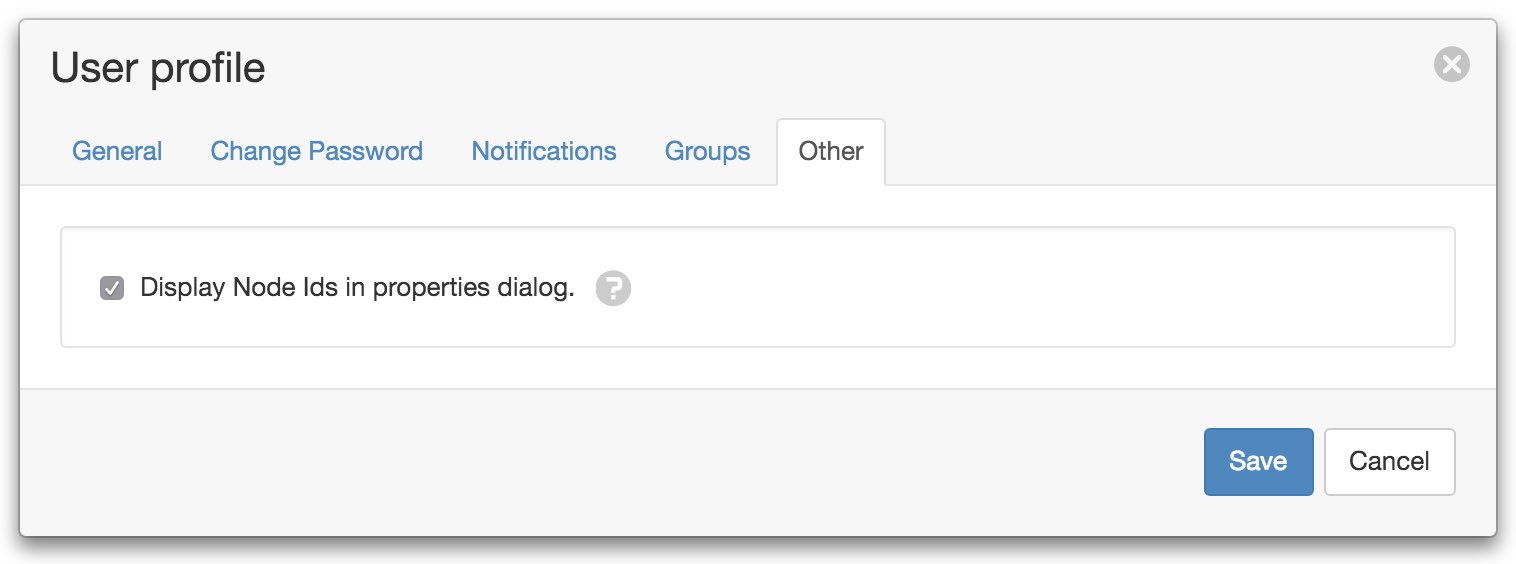 User profile
General Change Password Notifications Groups Other
Display Node Ids in properties dialog. ?
Save Cancel